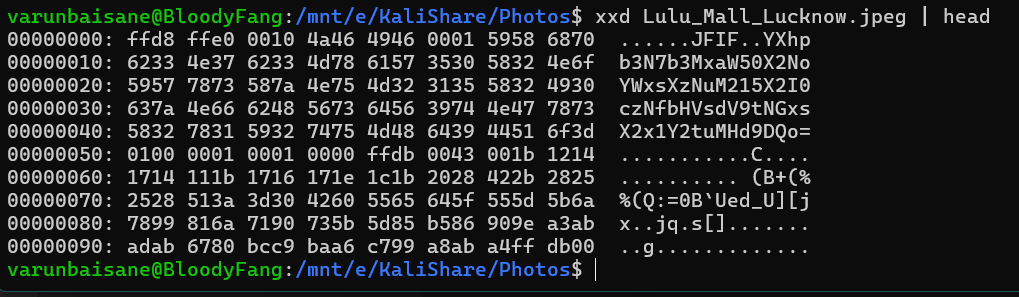 varunbaisane@BloodyFang:/mnt/e/KaliShare/Photos$ xxd Lulu_Mall_Lucknow.jpeg | head
00000000: ffd8 ffe0 0010 4a46 4946 0001 5958 6870  ......JFIF..YXhp
00000010: 6233 4e37 6233 4d78 6157 3530 5832 4e6f  b3N7b3MxaW50X2No
00000020: 5957 7873 587a 4e75 4d32 3135 5832 4930  YWxsXzNuM215X2I0
00000030: 637a 4e66 6248 5673 6456 3974 4e47 7873  czNfbHVsdV9tNGxs
00000040: 5832 7831 5932 7475 4d48 6439 4451 6f3d  X2x1Y2tuMHd9DQo=
00000050: 0100 0001 0001 0000 ffdb 0043 001b 1214  ...........C....
00000060: 1714 111b 1716 171e 1c1b 2028 422b 2825  .......... (B+(%
00000070: 2528 513a 3d30 4260 5565 645f 555d 5b6a  %(Q:=0B`Ued_U][j
00000080: 7899 816a 7190 735b 5d85 b586 909e a3ab  x..jq.s[].......
00000090: adab 6780 bcc9 baa6 c799 a8ab a4ff db00  ..g.............
varunbaisane@BloodyFang:/mnt/e/KaliShare/Photos$